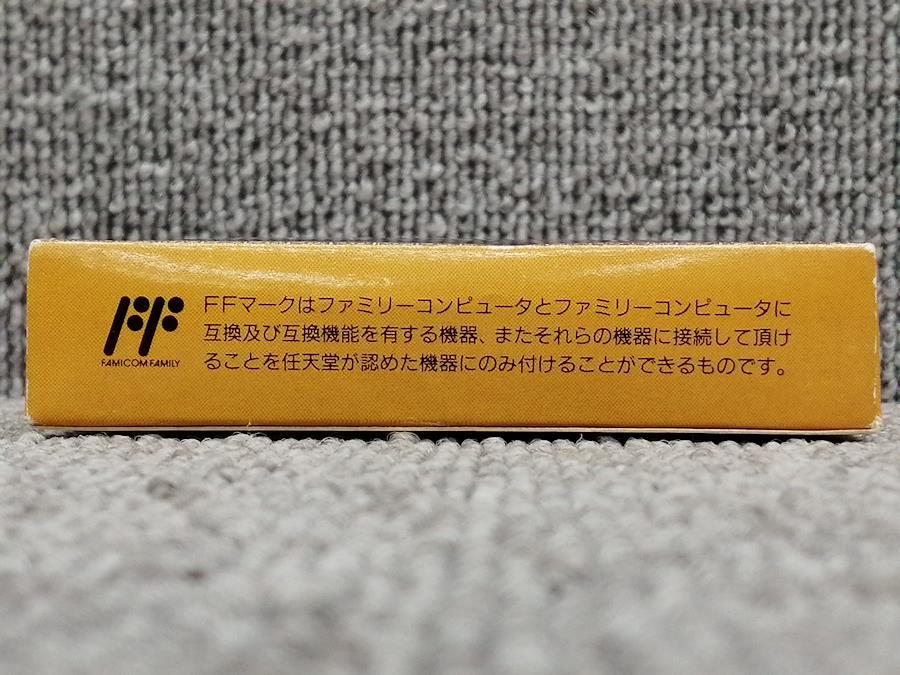 FF
FAMICOM FAMILY
FFマークはファミリーコンピュータとファミリーコンピュータに
互換及び互換機能を有する機器、またそれらの機器に接続して頂け
ることを任天堂が認めた機器にのみ付けることができるものです。